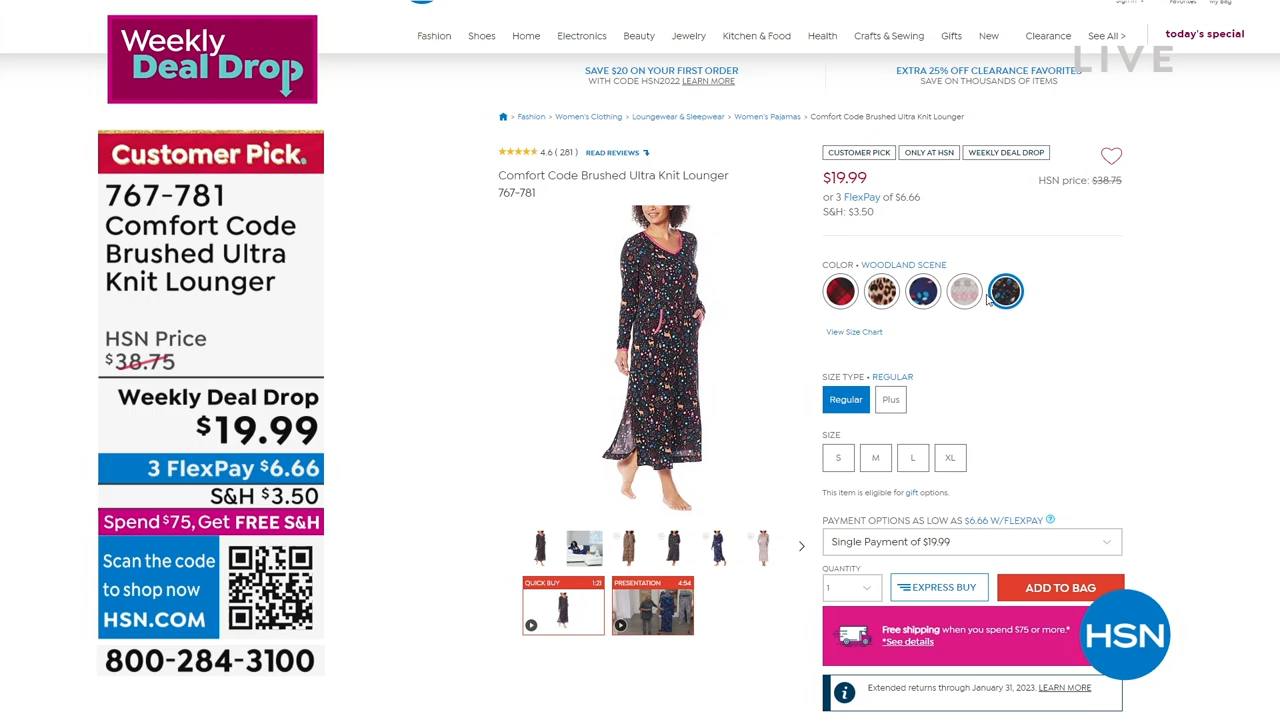 Weekly
Deal Drop
Customer Pick.
767-781
Comfort Code
Brushed Ultra
Knit Lounger
HSN Price
$38.75
Weekly Deal Drop
$19.99
3 FlexPay $6.66
S&H $3.50
Spend $75, Get FREE S&H
Scan the code
to shop now
HSN.COM
800-284-3100
Fashion Shoes Home Electronics Beauty Jewelry Kitchen & Food Health Crafts & Sewing Gifts New Clearance See All > today's special
LIVE
SAVE $20 ON YOUR FIRST ORDER
WITH CODE HSN2022 LEARN MORE
EXTRA 25% OFF CLEARANCE FAVORITES
SAVE ON THOUSANDS OF ITEMS
> Fashion > Women's Clothing > Loungewear & Sleepwear > Women's Pajamas > Comfort Code Brushed Ultra Knit Lounger
4.6 ( 281 ) READ REVIEWS
Comfort Code Brushed Ultra Knit Lounger
767-781
QUICK BUY 1:21
PRESENTATION 4:54
CUSTOMER PICK ONLY AT HSN WEEKLY DEAL DROP
$19.99
HSN price: $38.75
or 3 FlexPay of $6.66
S&H: $3.50
COLOR • WOODLAND SCENE
View Size Chart
SIZE TYPE • REGULAR
Regular Plus
SIZE
S M L XL
This item is eligible for gift options.
PAYMENT OPTIONS AS LOW AS $6.66 W/FLEXPAY ?
Single Payment of $19.99
QUANTITY
1 EXPRESS BUY ADD TO BAG
Free shipping when you spend $75 or more.*
*See details
HSN
Extended returns through January 31, 2023. LEARN MORE